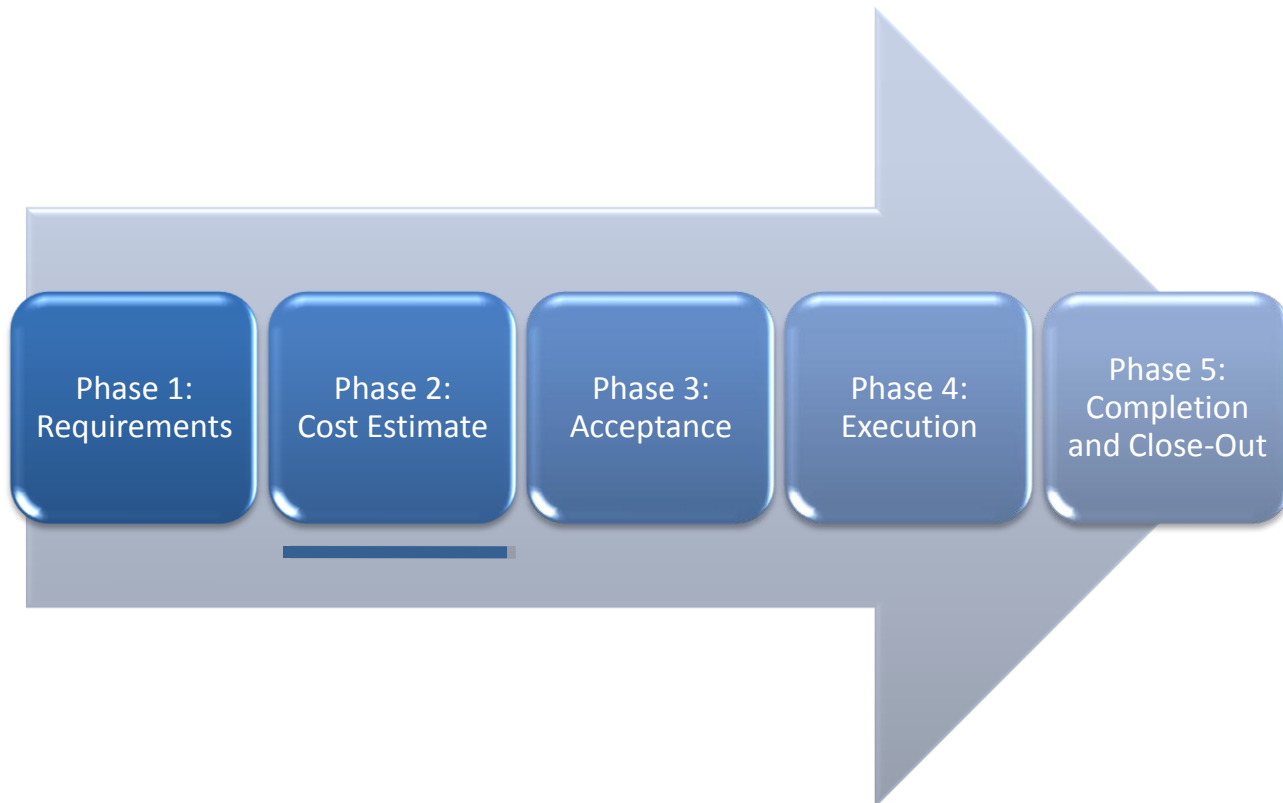 Phase 1:
Requirements
Phase 2:
Cost Estimate
Phase 3:
Acceptance
Phase 4:
Execution
Phase 5:
Completion
and Close-Out